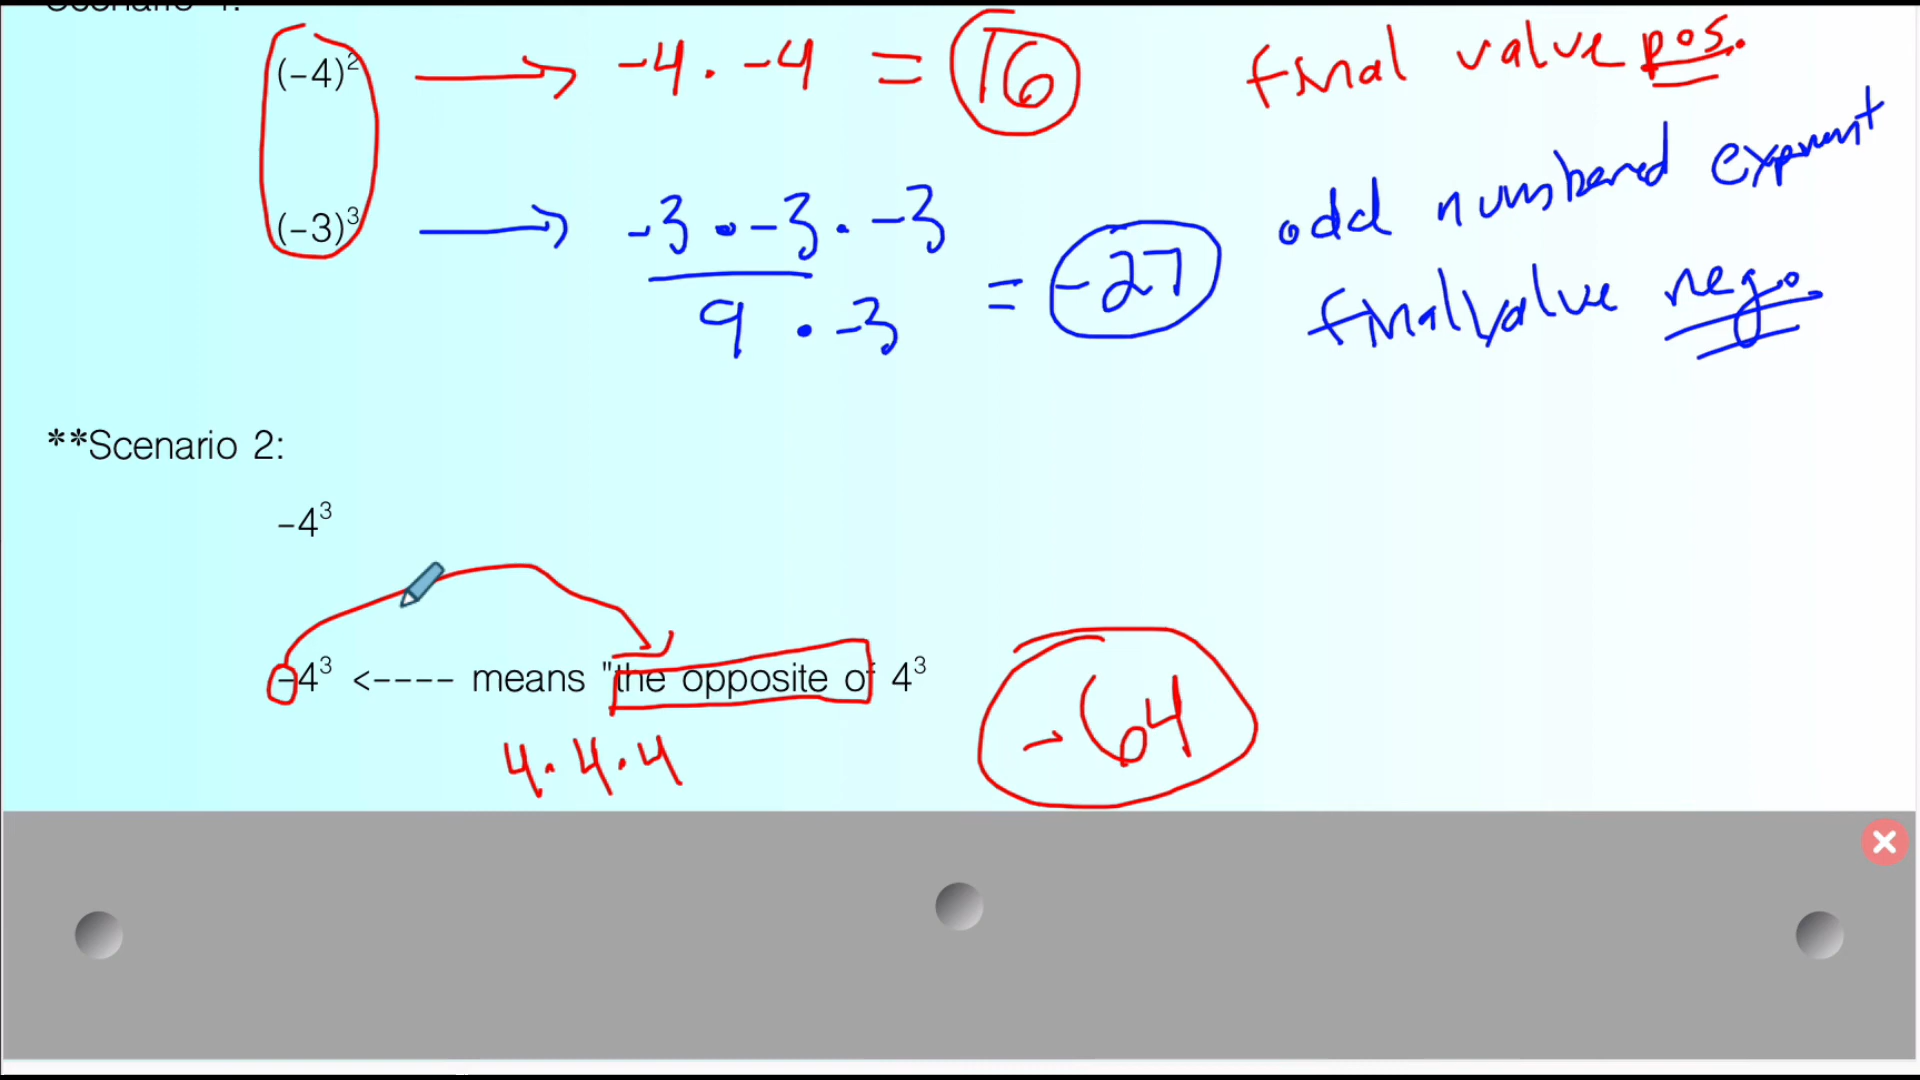 (-4)² → -4 · -4 = 16 final value pos.
odd numbered exponent
(-3)³ → -3 · -3 · -3
9 · -3 = -27 final value neg.
**Scenario 2:
-4³
-4³ <---- means "the opposite of 4³
4·4·4
-64